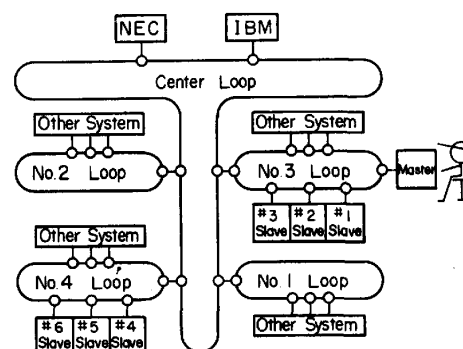 NEC
IBM
Center Loop
Other System
No.2 Loop
Other System
No.3 Loop
Master
#3 Slave
#2 Slave
#1 Slave
Other System
No.4 Loop
#6 Slave
#5 Slave
#4 Slave
No.1 Loop
Other System